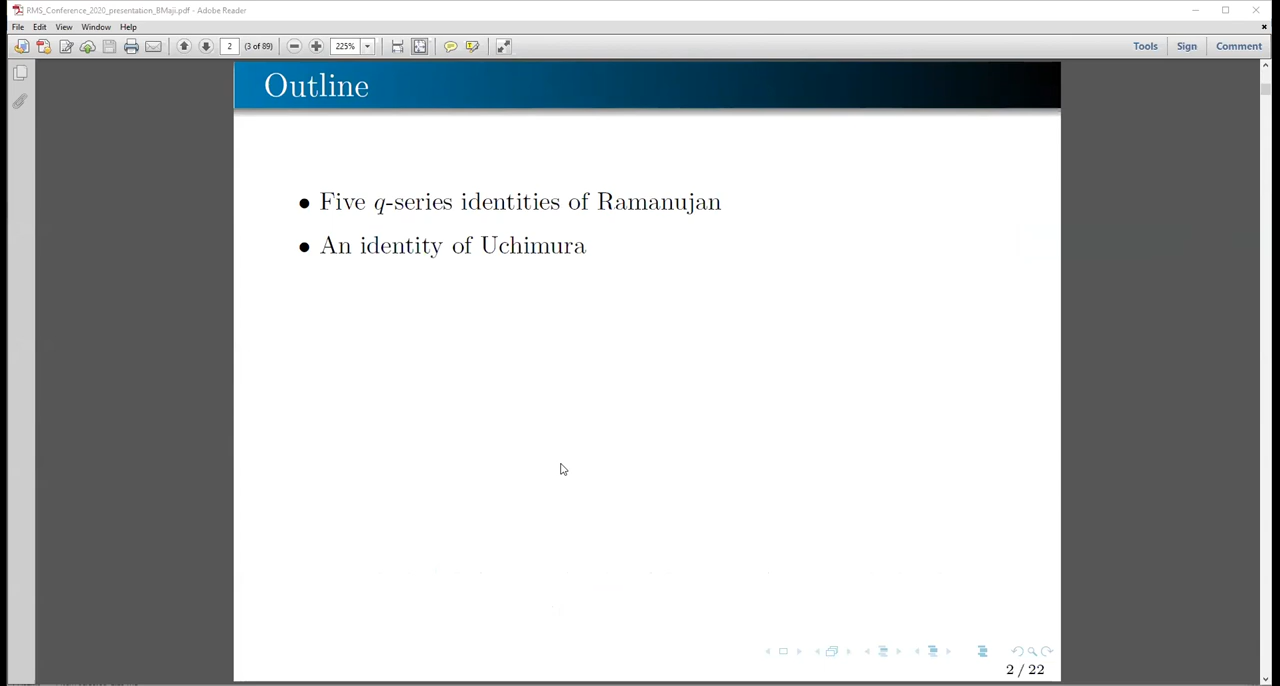 RMS_Conference_2020_presentation_BMaji.pdf - Adobe Reader
File Edit View Window Help
2 (3 of 89) 225% Tools Sign Comment
Outline
• Five q-series identities of Ramanujan
• An identity of Uchimura
2 / 22